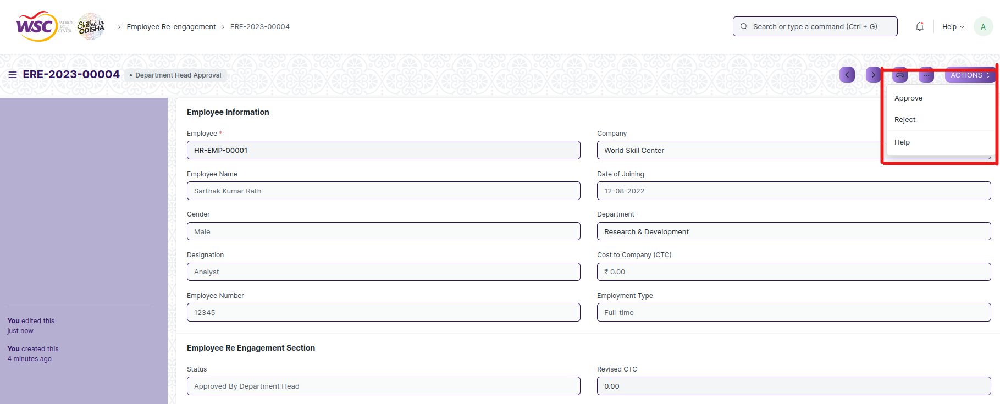 WSC WORLD SKILL CENTER
Skilled in ODISHA
Employee Re-engagement
ERE-2023-00004
Search or type a command (Ctrl + G)
Help
A
ERE-2023-00004
Department Head Approval
ACTIONS
Approve
Reject
Help
Employee Information
Employee *
Company
HR-EMP-00001
World Skill Center
Employee Name
Date of Joining
Sarthak Kumar Rath
12-08-2022
Gender
Department
Male
Research & Development
Designation
Cost to Company (CTC)
Analyst
₹ 0.00
Employee Number
Employment Type
12345
Full-time
You edited this
just now
You created this
4 minutes ago
Employee Re Engagement Section
Status
Revised CTC
Approved By Department Head
0.00